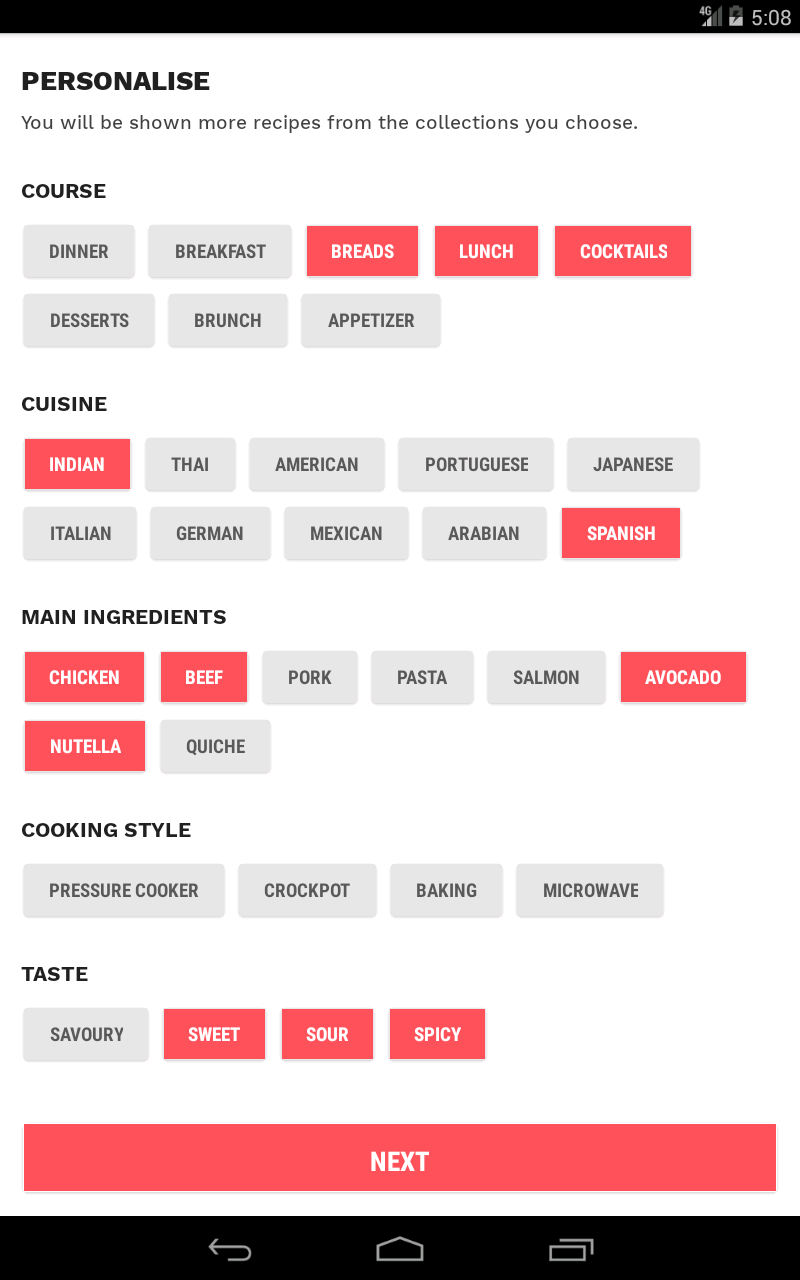 4G 5:08
PERSONALISE
You will be shown more recipes from the collections you choose.
COURSE
DINNER BREAKFAST BREADS LUNCH COCKTAILS
DESSERTS BRUNCH APPETIZER
CUISINE
INDIAN THAI AMERICAN PORTUGUESE JAPANESE
ITALIAN GERMAN MEXICAN ARABIAN SPANISH
MAIN INGREDIENTS
CHICKEN BEEF PORK PASTA SALMON AVOCADO
NUTELLA QUICHE
COOKING STYLE
PRESSURE COOKER CROCKPOT BAKING MICROWAVE
TASTE
SAVOURY SWEET SOUR SPICY
NEXT